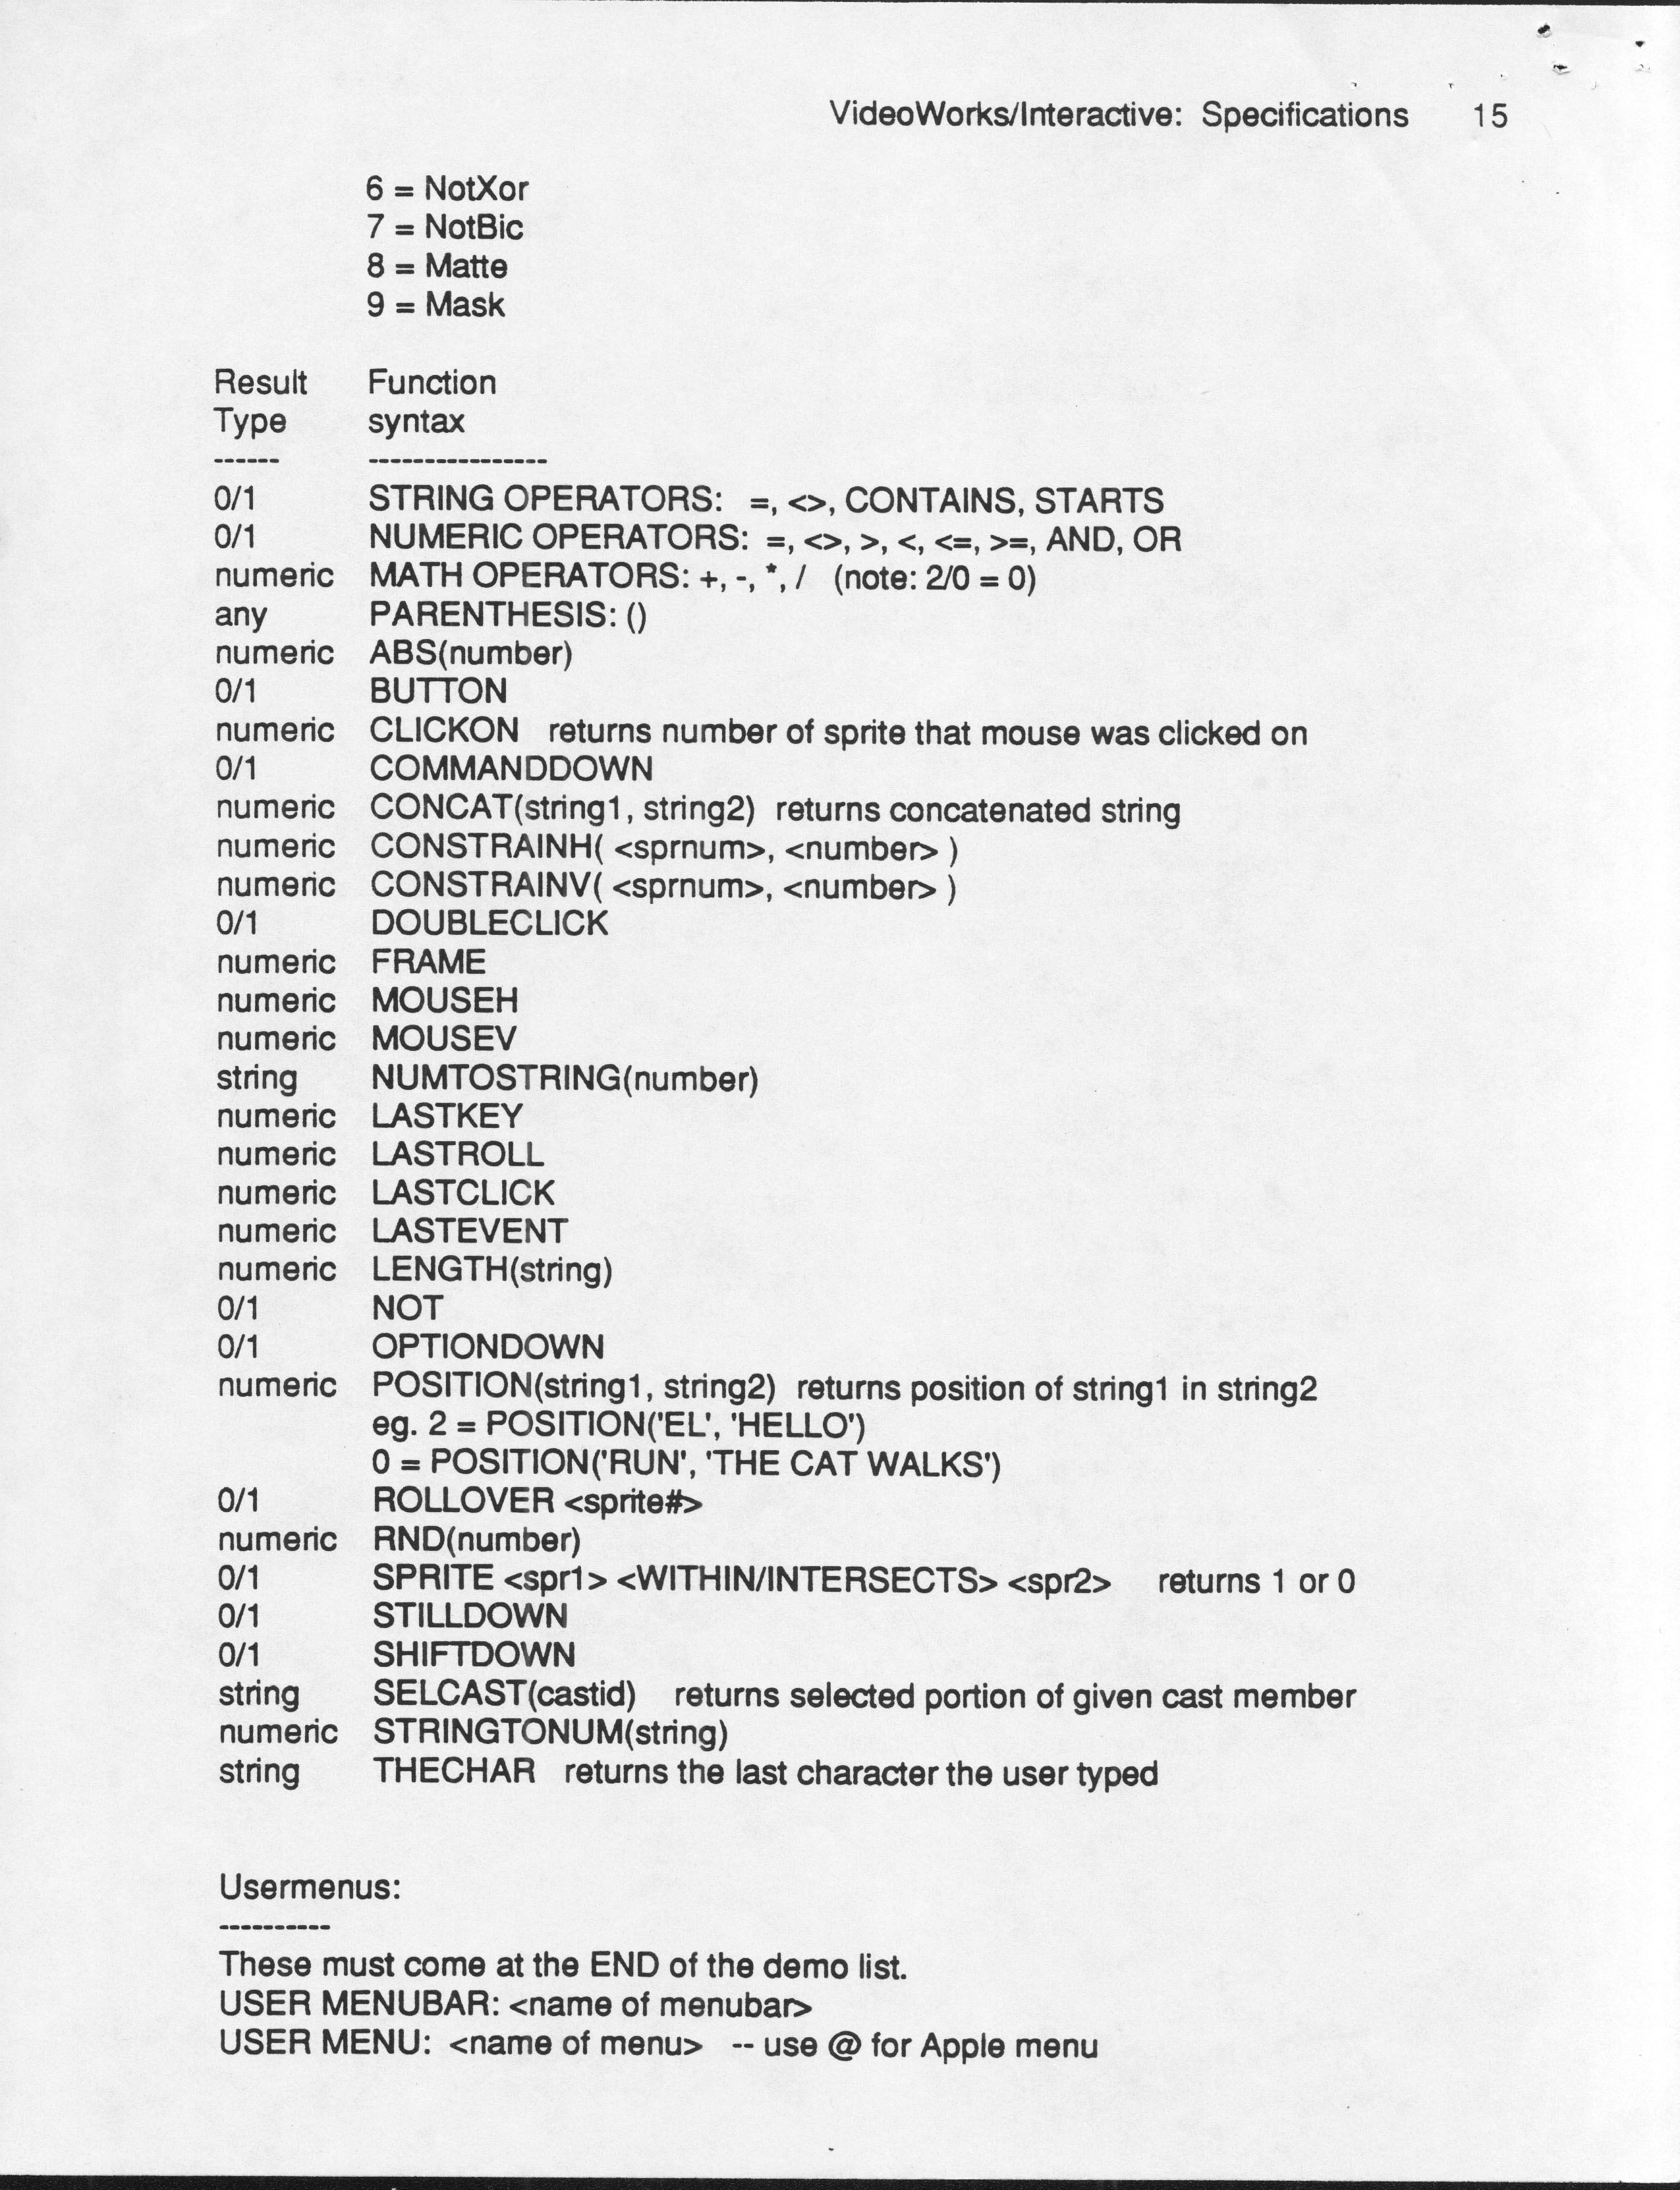 VideoWorks/Interactive: Specifications 15
6 = NotXor
7 = NotBic
8 = Matte
9 = Mask
Result Function
Type syntax
------ ----------------
0/1 STRING OPERATORS: =, <>, CONTAINS, STARTS
0/1 NUMERIC OPERATORS: =, <>, >, <, <=, >=, AND, OR
numeric MATH OPERATORS: +, -, *, / (note: 2/0 = 0)
any PARENTHESIS: ()
numeric ABS(number)
0/1 BUTTON
numeric CLICKON returns number of sprite that mouse was clicked on
0/1 COMMANDDOWN
numeric CONCAT(string1, string2) returns concatenated string
numeric CONSTRAINH( <sprnum>, <number> )
numeric CONSTRAINV( <sprnum>, <number> )
0/1 DOUBLECLICK
numeric FRAME
numeric MOUSEH
numeric MOUSEV
string NUMTOSTRING(number)
numeric LASTKEY
numeric LASTROLL
numeric LASTCLICK
numeric LASTEVENT
numeric LENGTH(string)
0/1 NOT
0/1 OPTIONDOWN
numeric POSITION(string1, string2) returns position of string1 in string2
eg. 2 = POSITION('EL', 'HELLO')
0 = POSITION('RUN', 'THE CAT WALKS')
0/1 ROLLOVER <sprite#>
numeric RND(number)
0/1 SPRITE <spr1> <WITHIN/INTERSECTS> <spr2> returns 1 or 0
0/1 STILLDOWN
0/1 SHIFTDOWN
string SELCAST(castid) returns selected portion of given cast member
numeric STRINGTONUM(string)
string THECHAR returns the last character the user typed
Usermenus:
----------
These must come at the END of the demo list.
USER MENUBAR: <name of menubar>
USER MENU: <name of menu> -- use @ for Apple menu